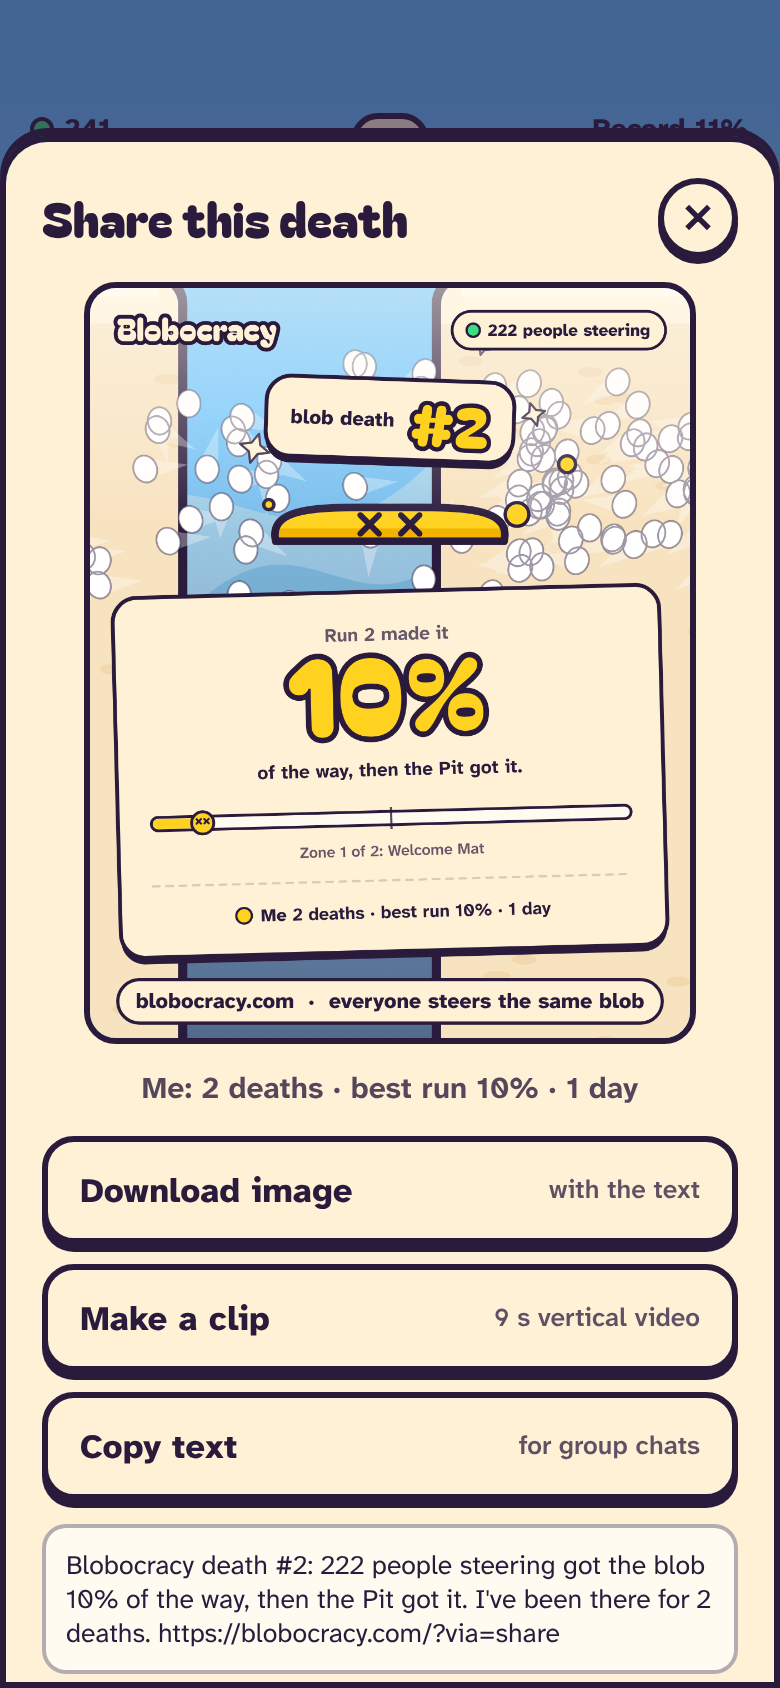 241
Record 11%
Share this death
Blobocracy
222 people steering
blob death #2
Run 2 made it
10%
of the way, then the Pit got it.
Zone 1 of 2: Welcome Mat
Me 2 deaths · best run 10% · 1 day
blobocracy.com · everyone steers the same blob
Me: 2 deaths · best run 10% · 1 day
Download image with the text
Make a clip 9 s vertical video
Copy text for group chats
Blobocracy death #2: 222 people steering got the blob
10% of the way, then the Pit got it. I've been there for 2
deaths. https://blobocracy.com/?via=share